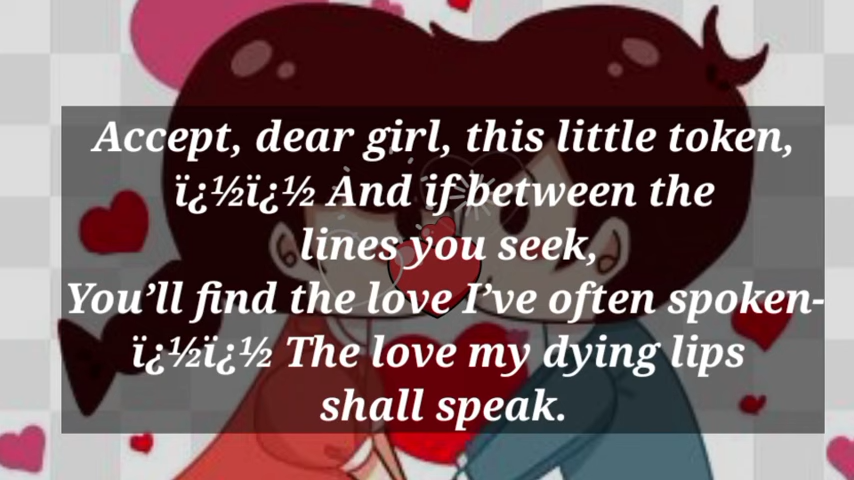 Accept, dear girl, this little token,
ï¿½ï¿½ And if between the
lines you seek,
You’ll find the love I’ve often spoken-
ï¿½ï¿½ The love my dying lips
shall speak.